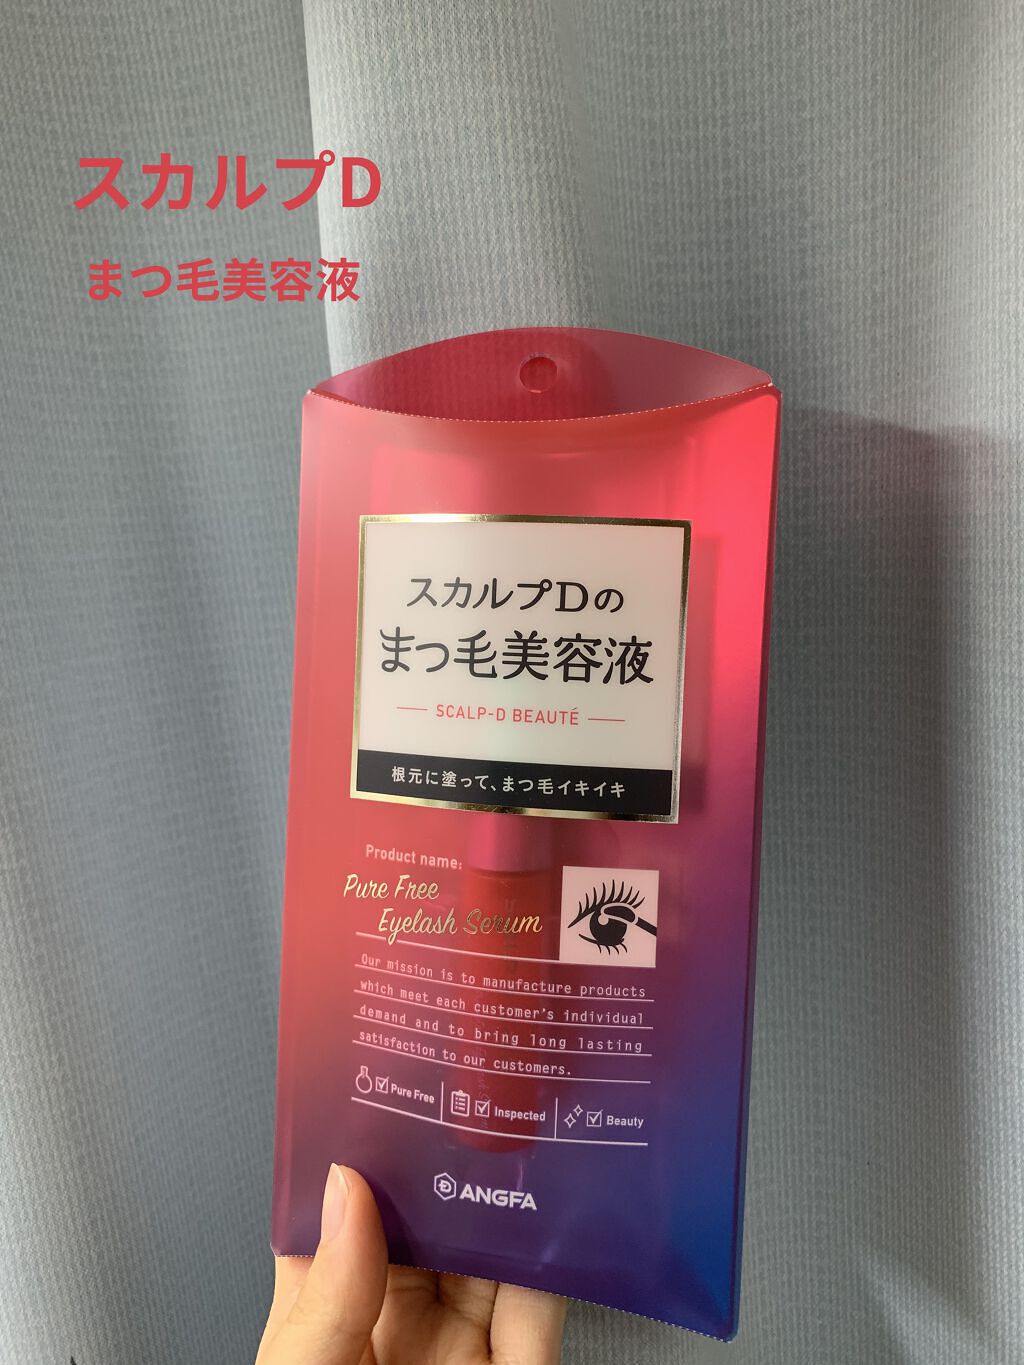 スカルプD
まつ毛美容液
スカルプDの
まつ毛美容液
SCALP-D BEAUTÉ
根元に塗って、まつ毛イキイキ
Product name:
Pure Free
Eyelash Serum
Our mission is to manufacture products
which meet each customer's individual
demand and to bring long lasting
satisfaction to our customers.
Pure Free
Inspected
Beauty
ANGFA